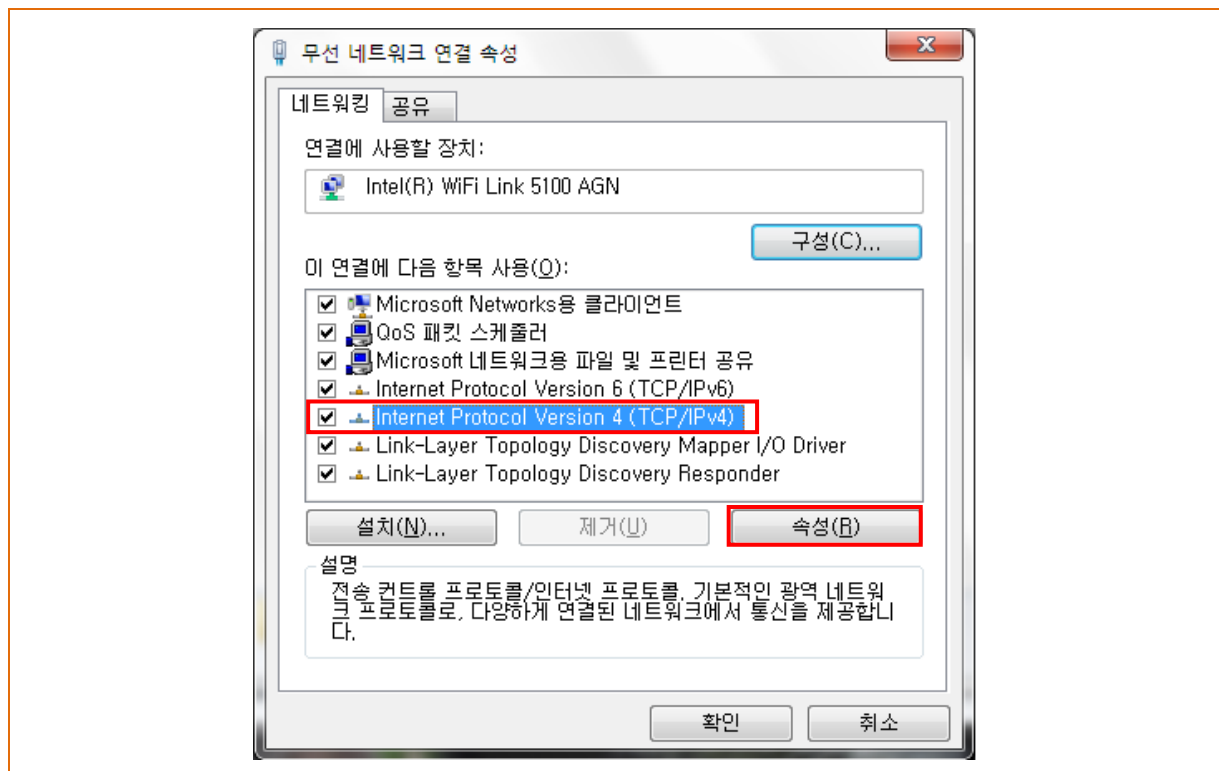 무선 네트워크 연결 속성
네트워킹 공유
연결에 사용할 장치:
Intel(R) WiFi Link 5100 AGN
구성(C)...
이 연결에 다음 항목 사용(O):
Microsoft Networks용 클라이언트
QoS 패킷 스케줄러
Microsoft 네트워크용 파일 및 프린터 공유
Internet Protocol Version 6 (TCP/IPv6)
Internet Protocol Version 4 (TCP/IPv4)
Link-Layer Topology Discovery Mapper I/O Driver
Link-Layer Topology Discovery Responder
설치(N)... 제거(U) 속성(R)
설명
전송 컨트롤 프로토콜/인터넷 프로토콜. 기본적인 광역 네트워
크 프로토콜로, 다양하게 연결된 네트워크에서 통신을 제공합니
다.
확인 취소